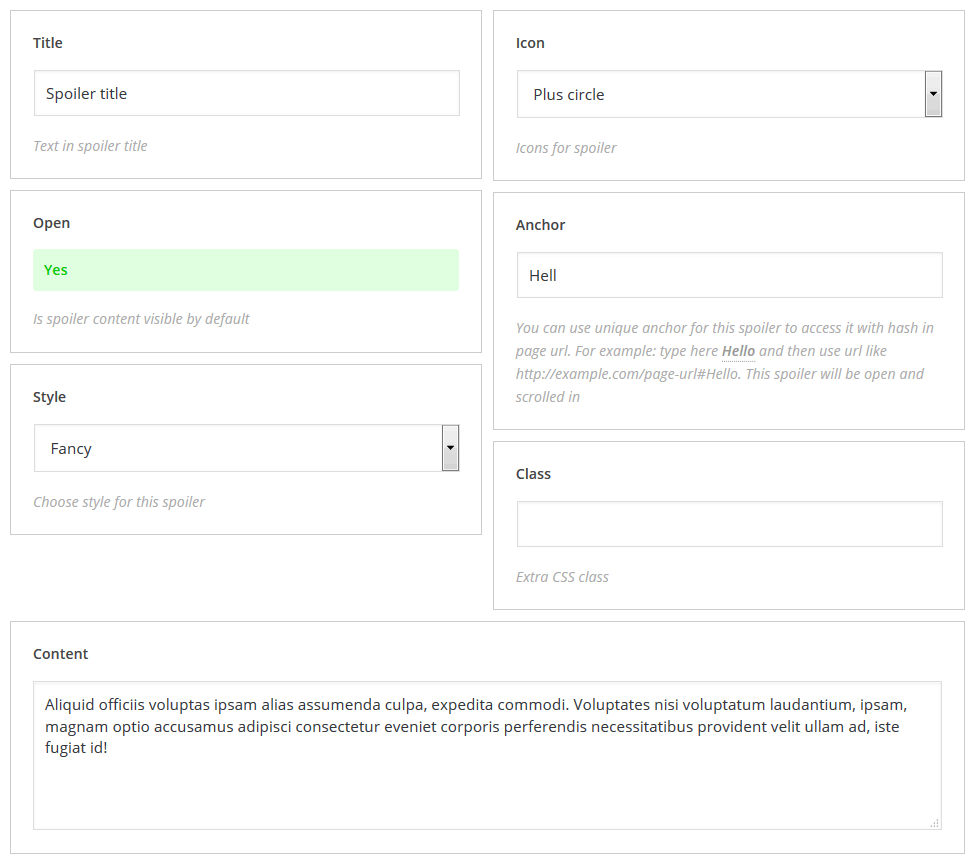 Title
Spoiler title
Text in spoiler title
Open
Yes
Is spoiler content visible by default
Style
Fancy
Choose style for this spoiler
Icon
Plus circle
Icons for spoiler
Anchor
Hell
You can use unique anchor for this spoiler to access it with hash in
page url. For example: type here Hello and then use url like
http://example.com/page-url#Hello. This spoiler will be open and
scrolled in
Class
Extra CSS class
Content
Aliquid officiis voluptas ipsam alias assumenda culpa, expedita commodi. Voluptates nisi voluptatum laudantium, ipsam,
magnam optio accusamus adipisci consectetur eveniet corporis perferendis necessitatibus provident velit ullam ad, iste
fugiat id!